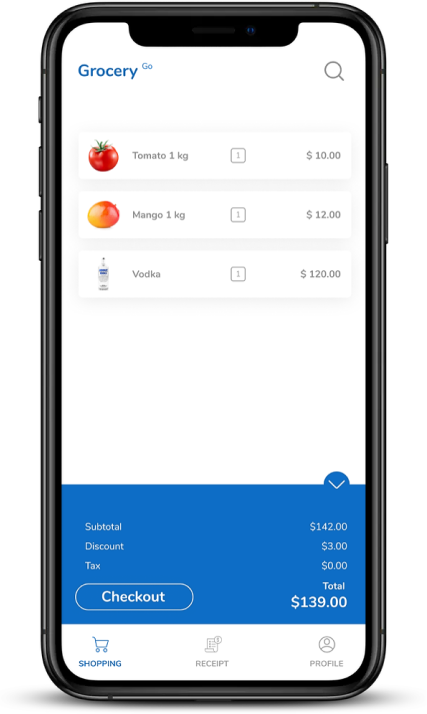 Grocery Go
Tomato 1 kg 1 $ 10.00
Mango 1 kg 1 $ 12.00
Vodka 1 $ 120.00
Subtotal $142.00
Discount $3.00
Tax $0.00
Total
Checkout $139.00
SHOPPING RECEIPT PROFILE